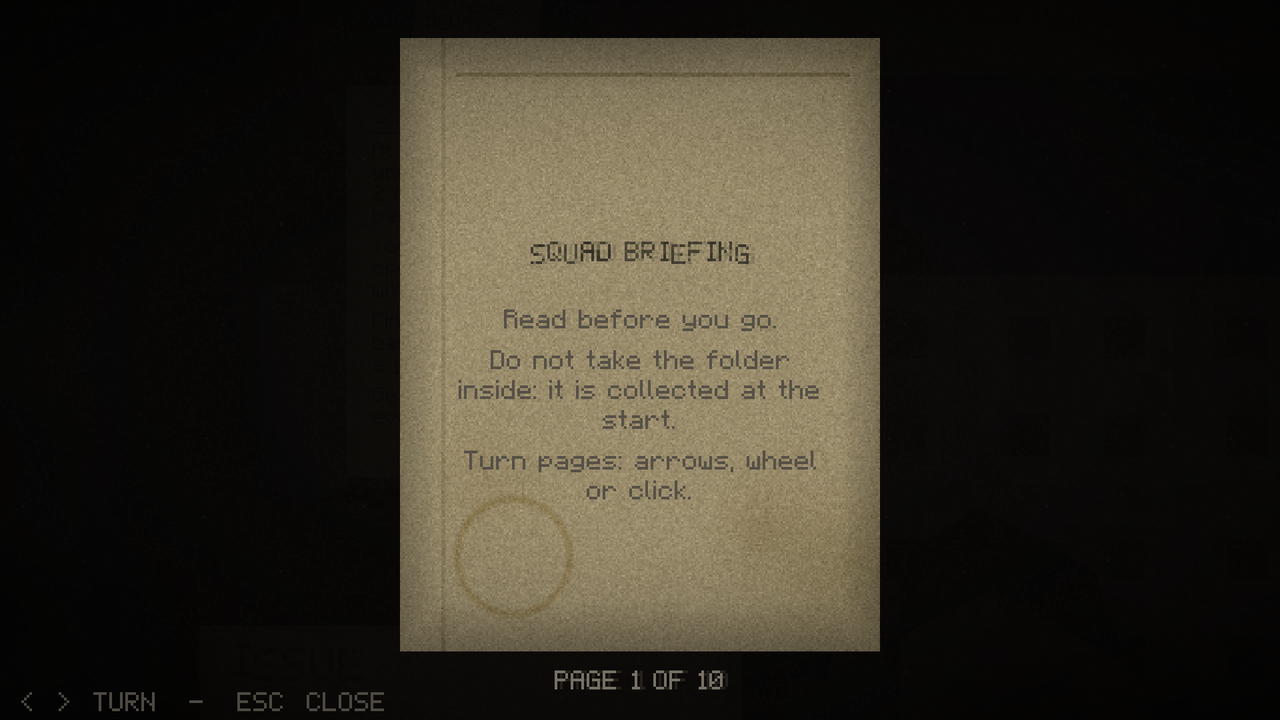 SQUAD BRIEFING
Read before you go.
Do not take the folder
inside: it is collected at the
start.
Turn pages: arrows, wheel
or click.
ISSUE
PAGE 1 OF 10
< > TURN - ESC CLOSE